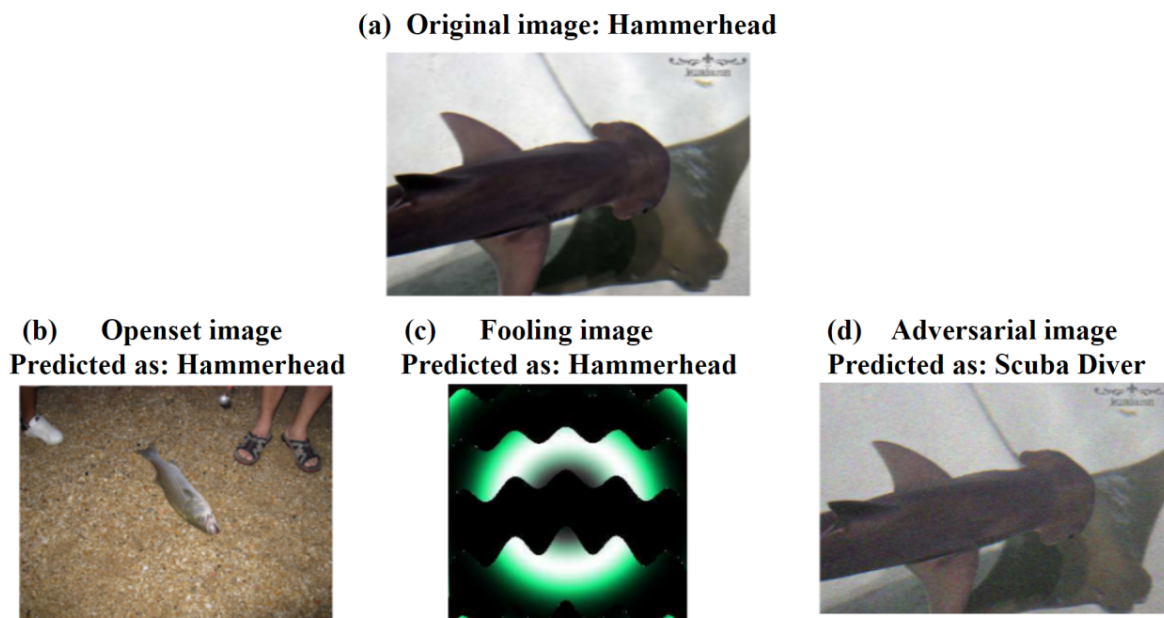 (a) Original image: Hammerhead
(b) Openset image
Predicted as: Hammerhead
(c) Fooling image
Predicted as: Hammerhead
(d) Adversarial image
Predicted as: Scuba Diver